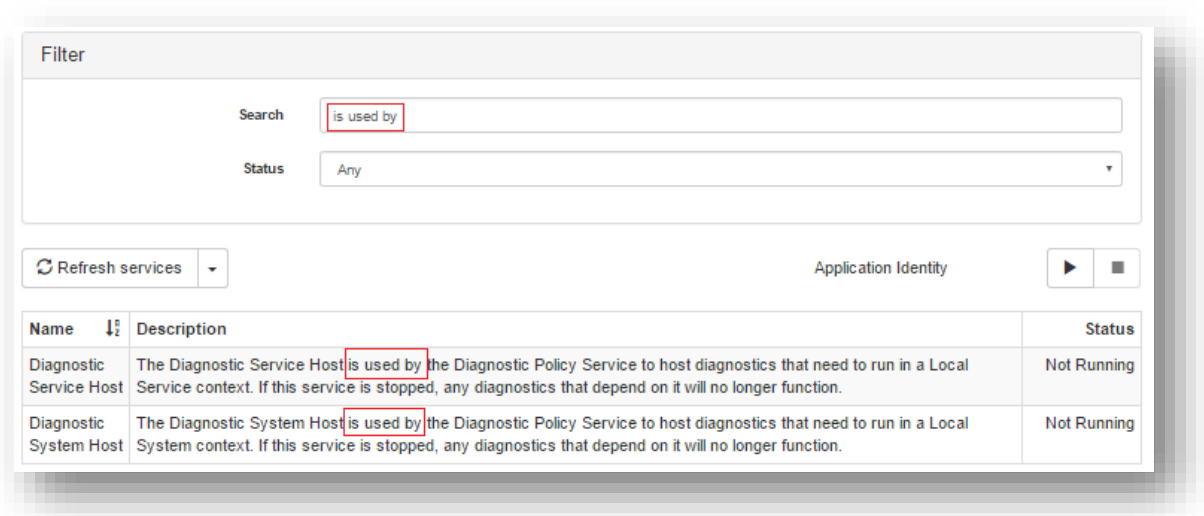 Filter
Search
is used by
Status
Any
Refresh services
Application Identity
Name Description Status
Diagnostic Service Host
The Diagnostic Service Host is used by the Diagnostic Policy Service to host diagnostics that need to run in a Local
Service context. If this service is stopped, any diagnostics that depend on it will no longer function.
Not Running
Diagnostic System Host
The Diagnostic System Host is used by the Diagnostic Policy Service to host diagnostics that need to run in a Local
System context. If this service is stopped, any diagnostics that depend on it will no longer function.
Not Running